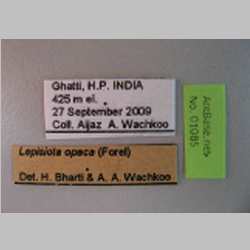 Ghatti, H.P. INDIA
425 m el.
27 September 2009
Coll. Aijaz A. Wachkoo
Lepisiota opaca (Forel)
Det. H. Bharti & A. A. Wachkoo
AccBase.net
No. 01085